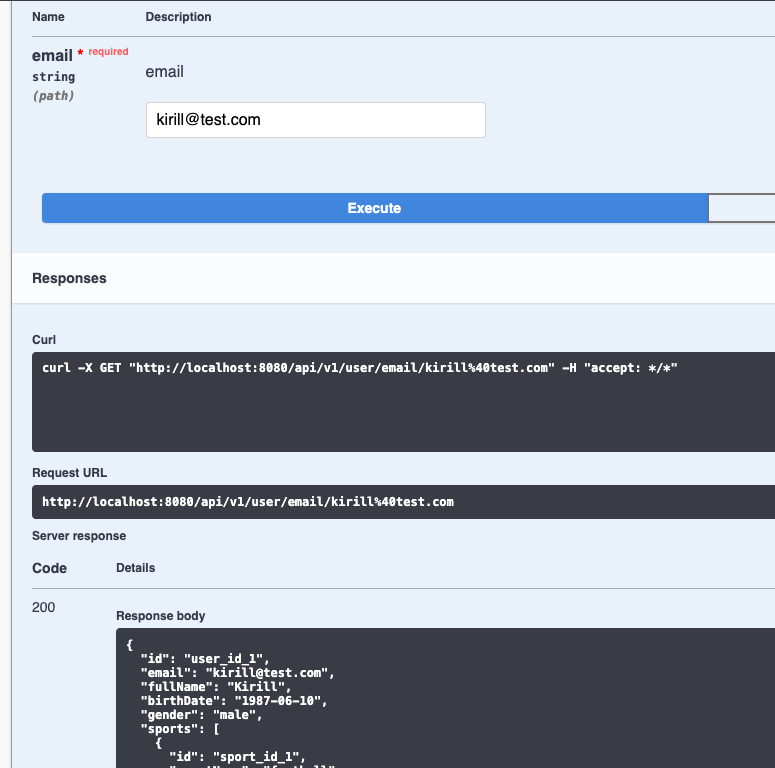 Name Description
email * required
string
(path)
email
kirill@test.com
Execute
Responses
Curl
curl -X GET "http://localhost:8080/api/v1/user/email/kirill%40test.com" -H "accept: */*"
Request URL
http://localhost:8080/api/v1/user/email/kirill%40test.com
Server response
Code Details
200
Response body
{
"id": "user_id_1",
"email": "kirill@test.com",
"fullName": "Kirill",
"birthDate": "1987-06-10",
"gender": "male",
"sports": [
{
"id": "sport_id_1",